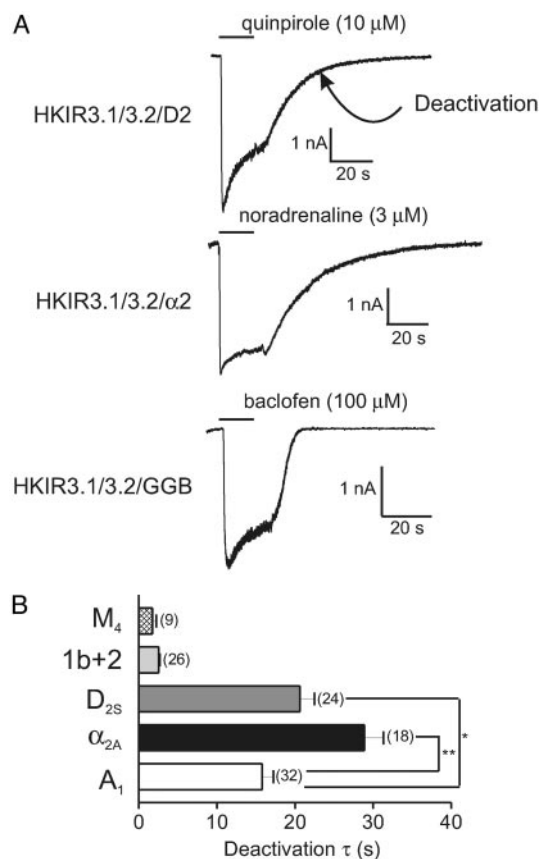 A
quinpirole (10 μM)
HKIR3.1/3.2/D2
Deactivation
1 nA
20 s
noradrenaline (3 μM)
HKIR3.1/3.2/α2
1 nA
20 s
baclofen (100 μM)
HKIR3.1/3.2/GGB
1 nA
20 s
B
M4 (9)
1b+2 (26)
D2S (24) *
α2A (18) **
A1 (32)
0 10 20 30 40
Deactivation τ (s)